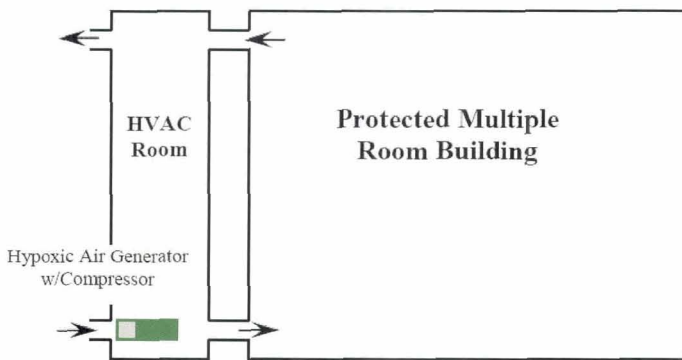 HVAC
Room
Protected Multiple
Room Building
Hypoxic Air Generator
w/Compressor